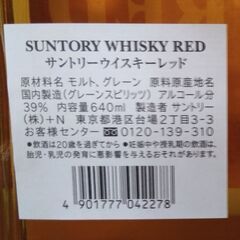 SUNTORY WHISKY RED
サントリーウイスキーレッド
原材料名 モルト、グレーン 原料原産地名
国内製造(グレーンスピリッツ) アルコール分
39% 内容量640ml 製造者 サントリー
(株)+N 東京都港区台場2丁目3-3
お客様センター 0120-139-310
●飲酒は20歳を過ぎてから ●妊娠中や授乳期の飲酒は、
胎児・乳児の発育に悪影響を与えるおそれがあります。
4 901777 042278